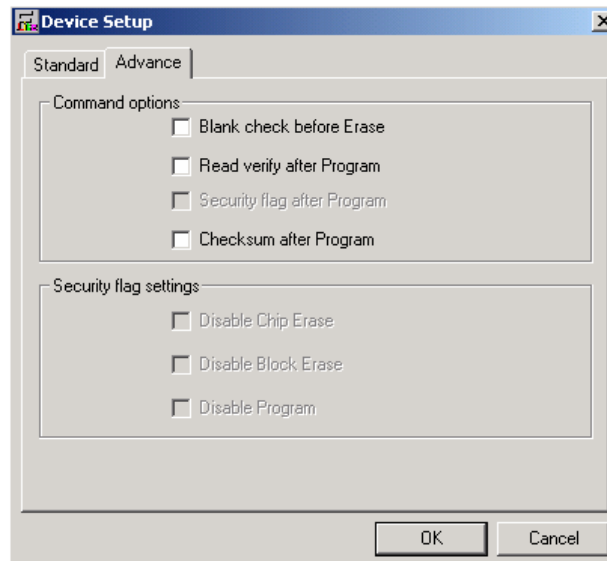 Device Setup
Standard
Advance
Command options
Blank check before Erase
Read verify after Program
Security flag after Program
Checksum after Program
Security flag settings
Disable Chip Erase
Disable Block Erase
Disable Program
OK
Cancel